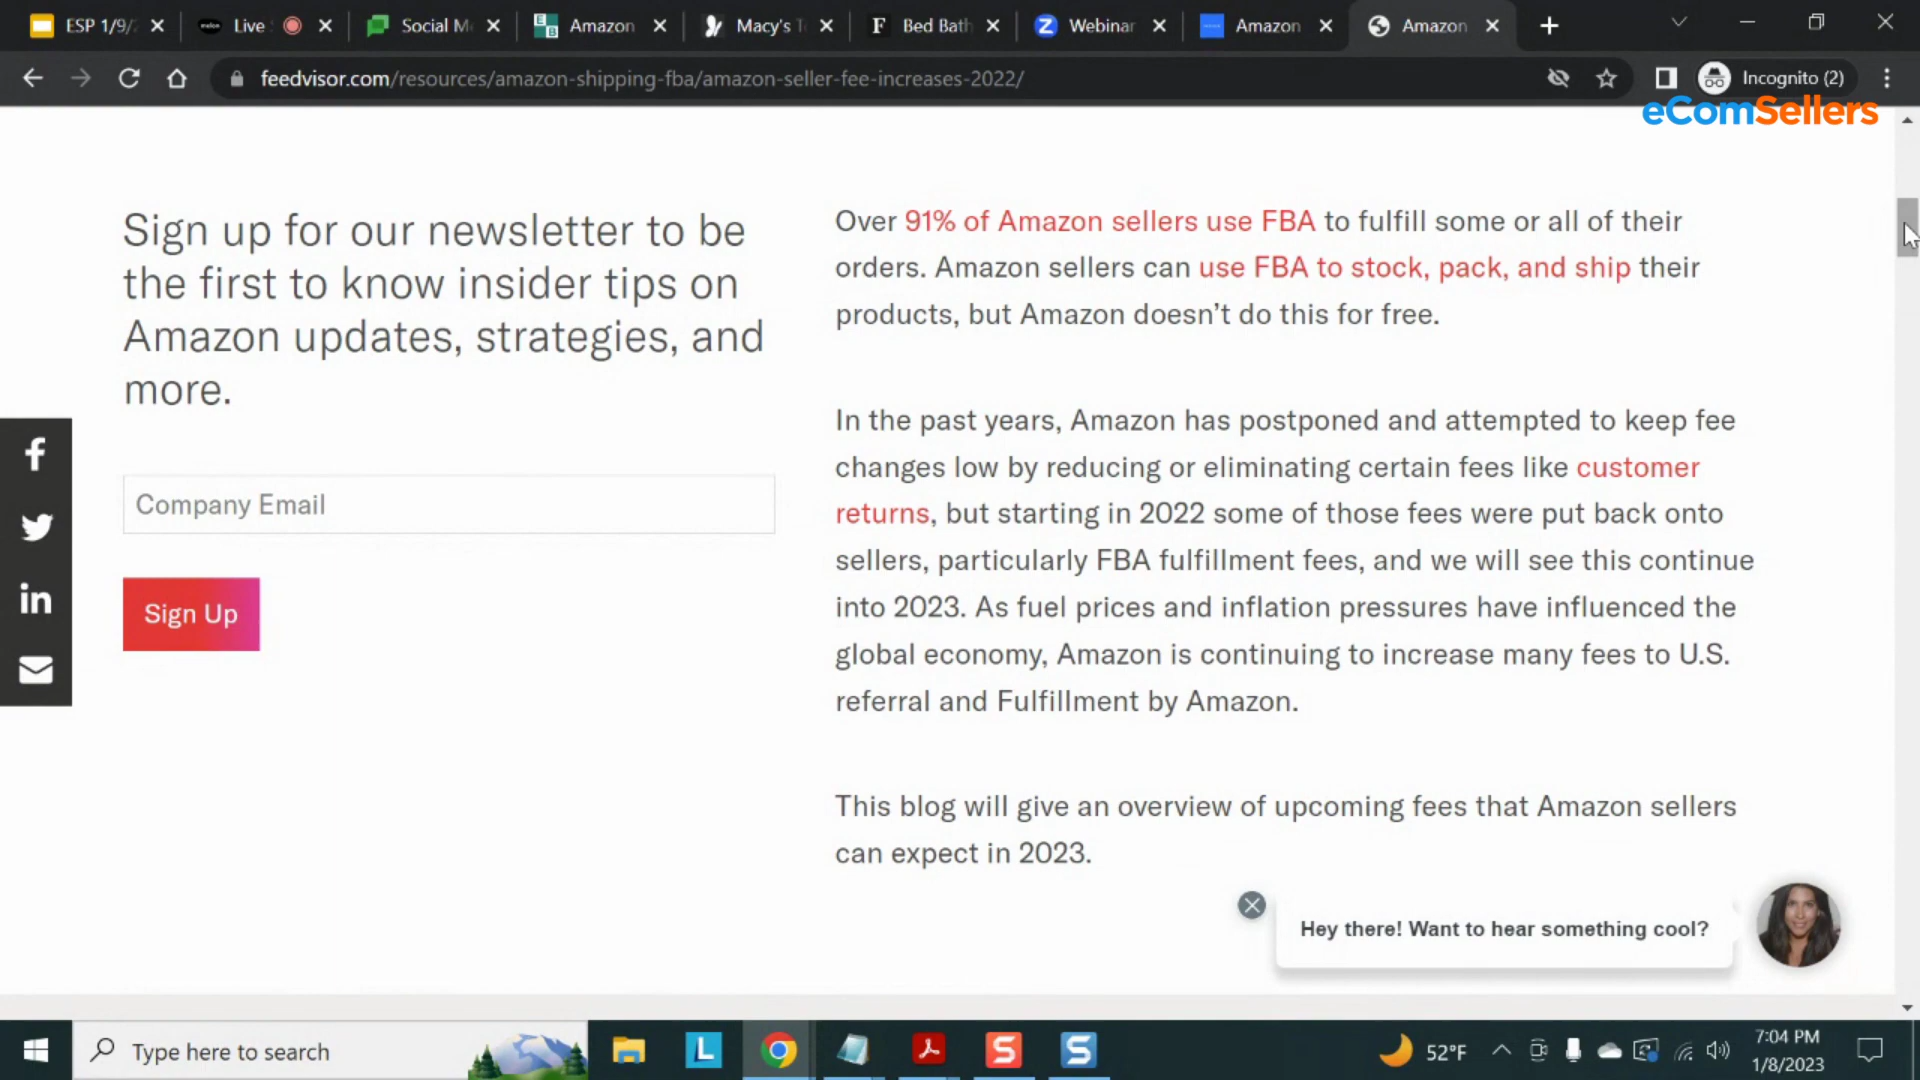 ESP 1/9/
Live
Social M
Amazon
Macy's T
Bed Bath
Webinar
Amazon
Amazon
feedvisor.com/resources/amazon-shipping-fba/amazon-seller-fee-increases-2022/
Incognito (2)
eComSellers
Sign up for our newsletter to be
the first to know insider tips on
Amazon updates, strategies, and
more.
Company Email
Sign Up
Over 91% of Amazon sellers use FBA to fulfill some or all of their
orders. Amazon sellers can use FBA to stock, pack, and ship their
products, but Amazon doesn't do this for free.
In the past years, Amazon has postponed and attempted to keep fee
changes low by reducing or eliminating certain fees like customer
returns, but starting in 2022 some of those fees were put back onto
sellers, particularly FBA fulfillment fees, and we will see this continue
into 2023. As fuel prices and inflation pressures have influenced the
global economy, Amazon is continuing to increase many fees to U.S.
referral and Fulfillment by Amazon.
This blog will give an overview of upcoming fees that Amazon sellers
can expect in 2023.
Hey there! Want to hear something cool?
Type here to search
52°F
7:04 PM
1/8/2023